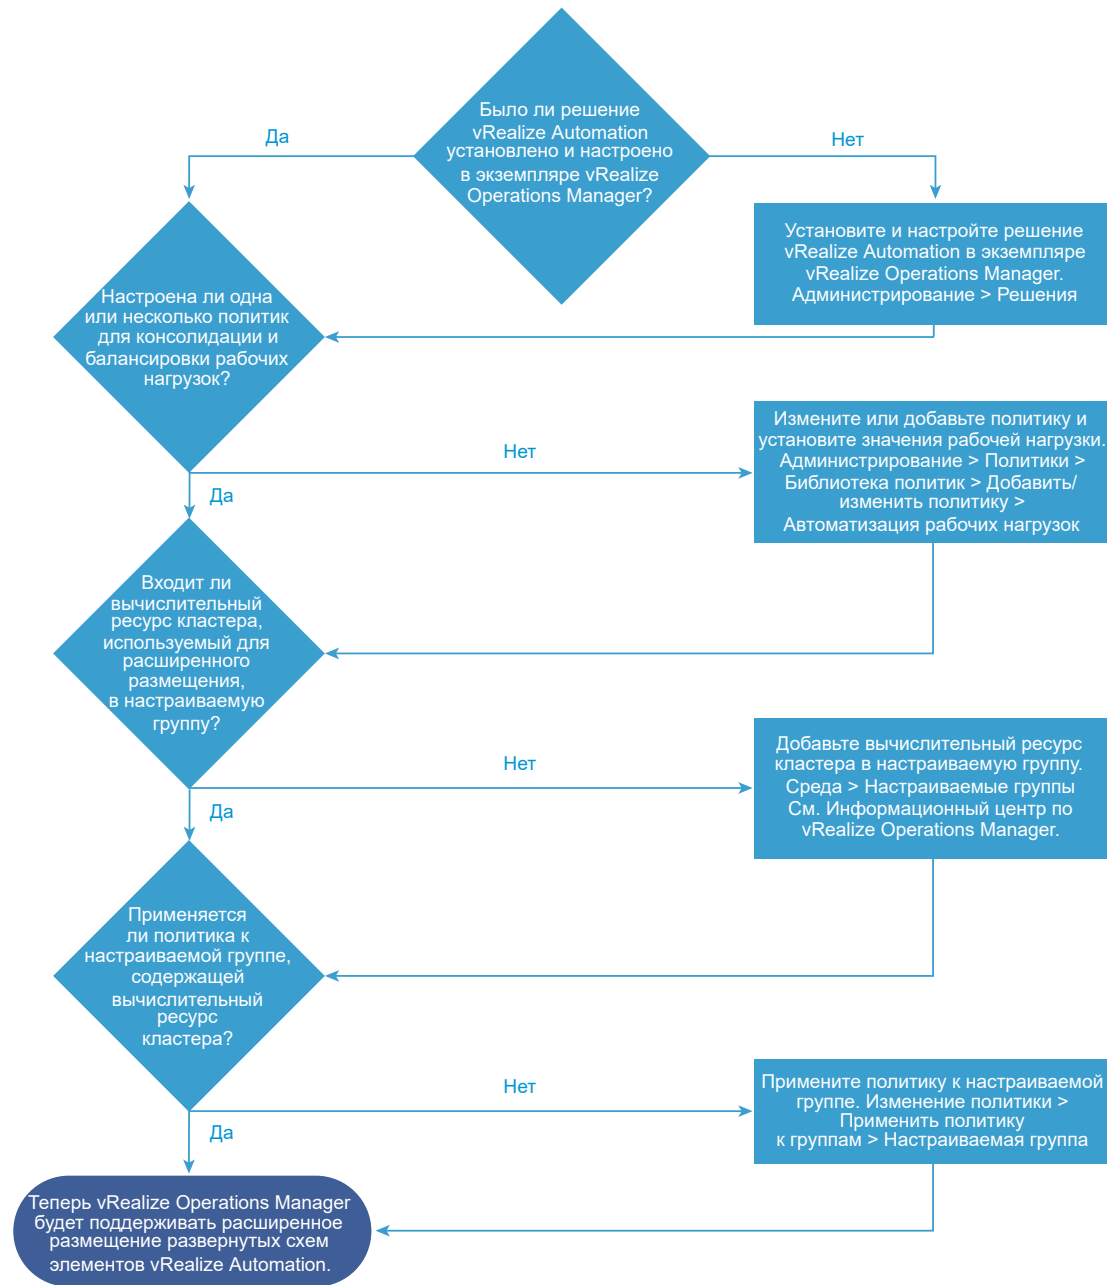 Было ли решение
vRealize Automation
установлено и настроено
в экземпляре vRealize
Operations Manager?
Да
Нет
Установите и настройте решение
vRealize Automation в экземпляре
vRealize Operations Manager.
Администрирование > Решения
Настроена ли одна
или несколько политик
для консолидации и
балансировки рабочих
нагрузок?
Нет
Да
Измените или добавьте политику и
установите значения рабочей нагрузки.
Администрирование > Политики >
Библиотека политик > Добавить/
изменить политику >
Автоматизация рабочих нагрузок
Входит ли
вычислительный
ресурс кластера,
используемый для
расширенного
размещения,
в настраиваемую
группу?
Нет
Да
Добавьте вычислительный ресурс
кластера в настраиваемую группу.
Среда > Настраиваемые группы
См. Информационный центр по
vRealize Operations Manager.
Применяется
ли политика к
настраиваемой группе,
содержащей
вычислительный
ресурс
кластера?
Нет
Да
Примените политику к настраиваемой
группе. Изменение политики >
Применить политику
к группам > Настраиваемая группа
Теперь vRealize Operations Manager
будет поддерживать расширенное
размещение развернутых схем
элементов vRealize Automation.